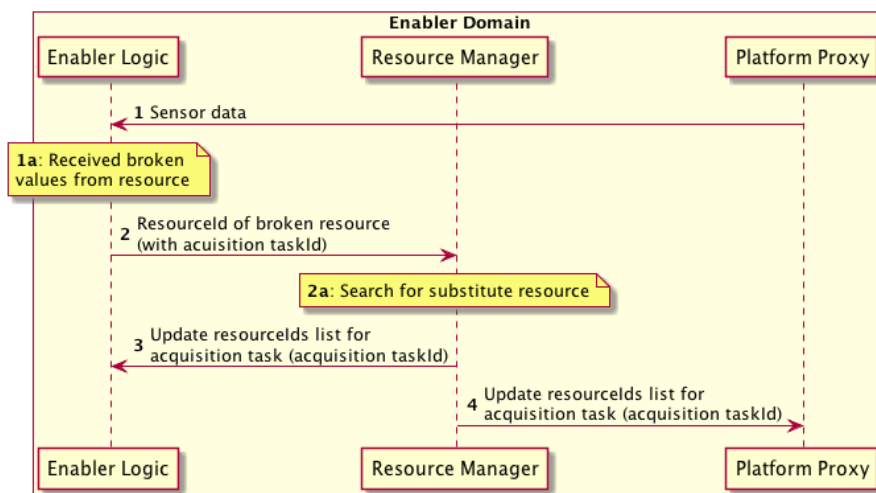 Enabler Domain
Enabler Logic
Resource Manager
Platform Proxy
1 Sensor data
1a: Received broken
values from resource
2 ResourceId of broken resource
(with acuisition taskId)
2a: Search for substitute resource
3 Update resourceIds list for
acquisition task (acquisition taskId)
4 Update resourceIds list for
acquisition task (acquisition taskId)
Enabler Logic
Resource Manager
Platform Proxy